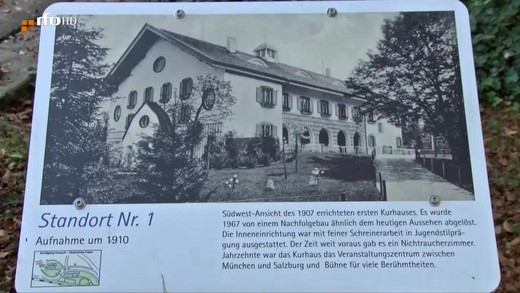 rfo HD
Standort Nr. 1
Aufnahme um 1910
Südwest-Ansicht des 1907 errichteten ersten Kurhauses. Es wurde
1967 von einem Nachfolgebau ähnlich dem heutigen Aussehen abgelöst.
Die Inneneinrichtung war mit feiner Schreinerarbeit in Jugendstilprä-
gung ausgestattet. Der Zeit weit voraus gab es ein Nichtraucherzimmer.
Jahrzehnte war das Kurhaus das Veranstaltungszentrum zwischen
München und Salzburg und Bühne für viele Berühmtheiten.